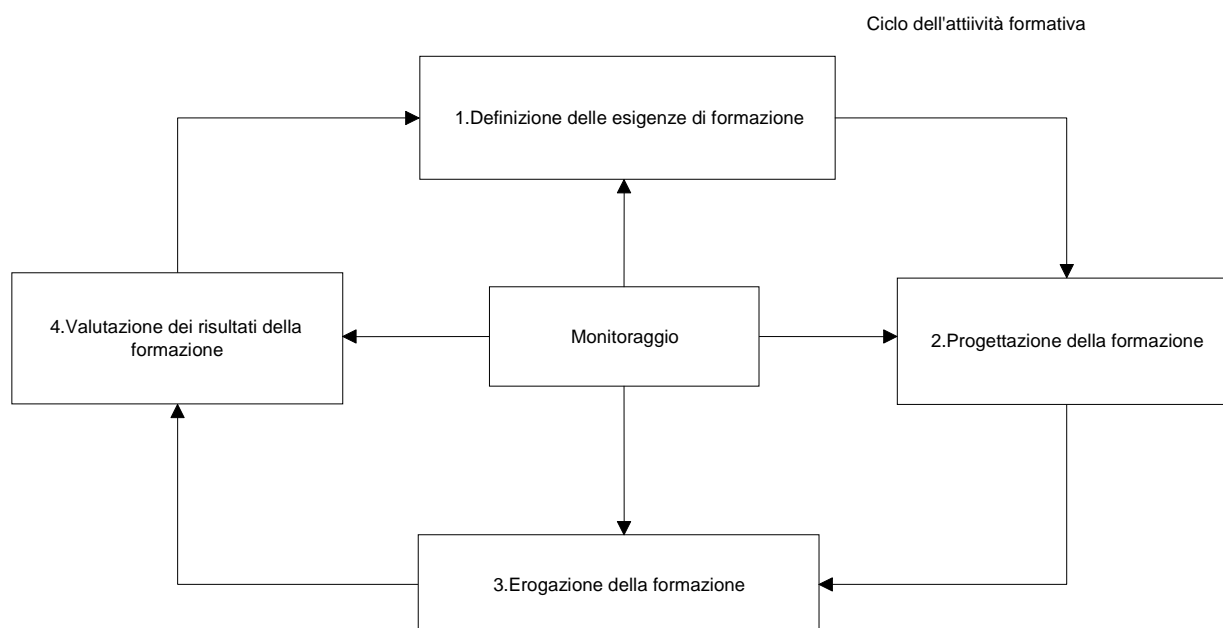 Ciclo dell'attiività formativa
1.Definizione delle esigenze di formazione
4.Valutazione dei risultati della
formazione
Monitoraggio
2.Progettazione della formazione
3.Erogazione della formazione